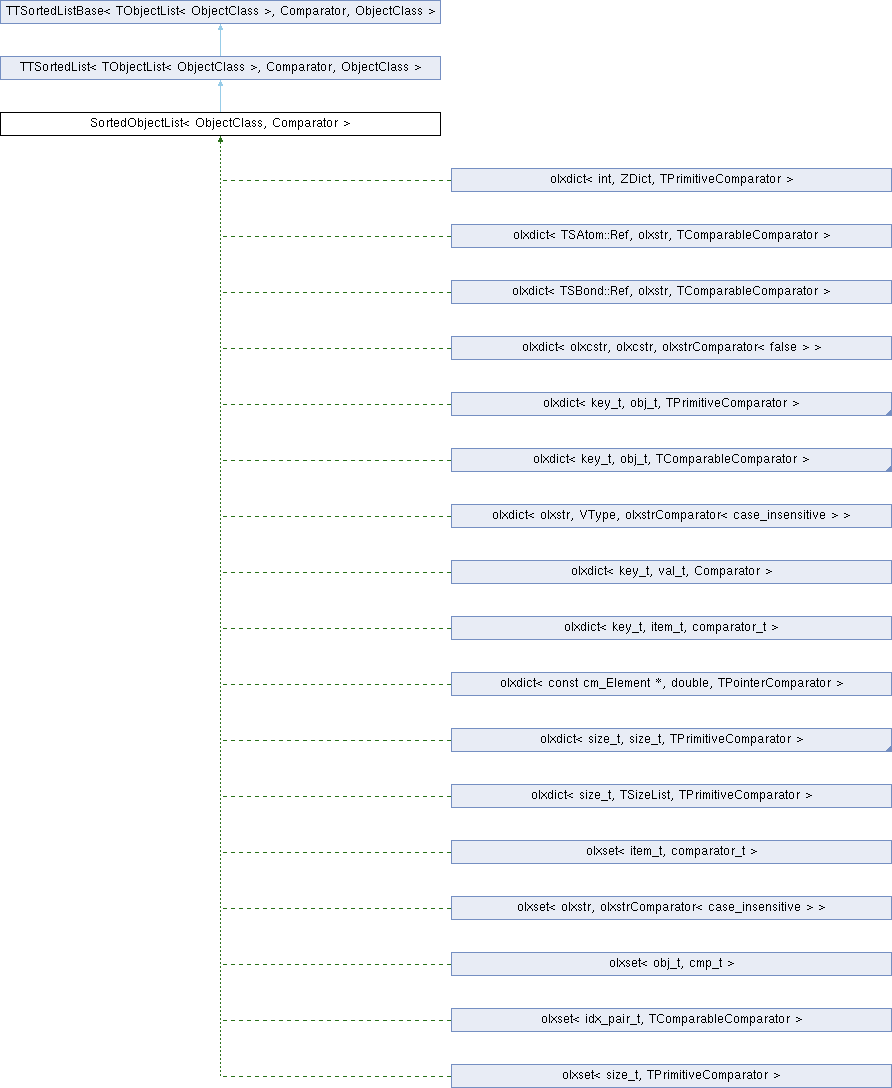 TTSortedListBase< TObjectList< ObjectClass >, Comparator, ObjectClass >
TTSortedList< TObjectList< ObjectClass >, Comparator, ObjectClass >
SortedObjectList< ObjectClass, Comparator >
olxdict< int, ZDict, TPrimitiveComparator >
olxdict< TSAtom::Ref, olxstr, TComparableComparator >
olxdict< TSBond::Ref, olxstr, TComparableComparator >
olxdict< olxcstr, olxcstr, olxstrComparator< false > >
olxdict< key_t, obj_t, TPrimitiveComparator >
olxdict< key_t, obj_t, TComparableComparator >
olxdict< olxstr, VType, olxstrComparator< case_insensitive > >
olxdict< key_t, val_t, Comparator >
olxdict< key_t, item_t, comparator_t >
olxdict< const cm_Element *, double, TPointerComparator >
olxdict< size_t, size_t, TPrimitiveComparator >
olxdict< size_t, TSizeList, TPrimitiveComparator >
olxset< item_t, comparator_t >
olxset< olxstr, olxstrComparator< case_insensitive > >
olxset< obj_t, cmp_t >
olxset< idx_pair_t, TComparableComparator >
olxset< size_t, TPrimitiveComparator >